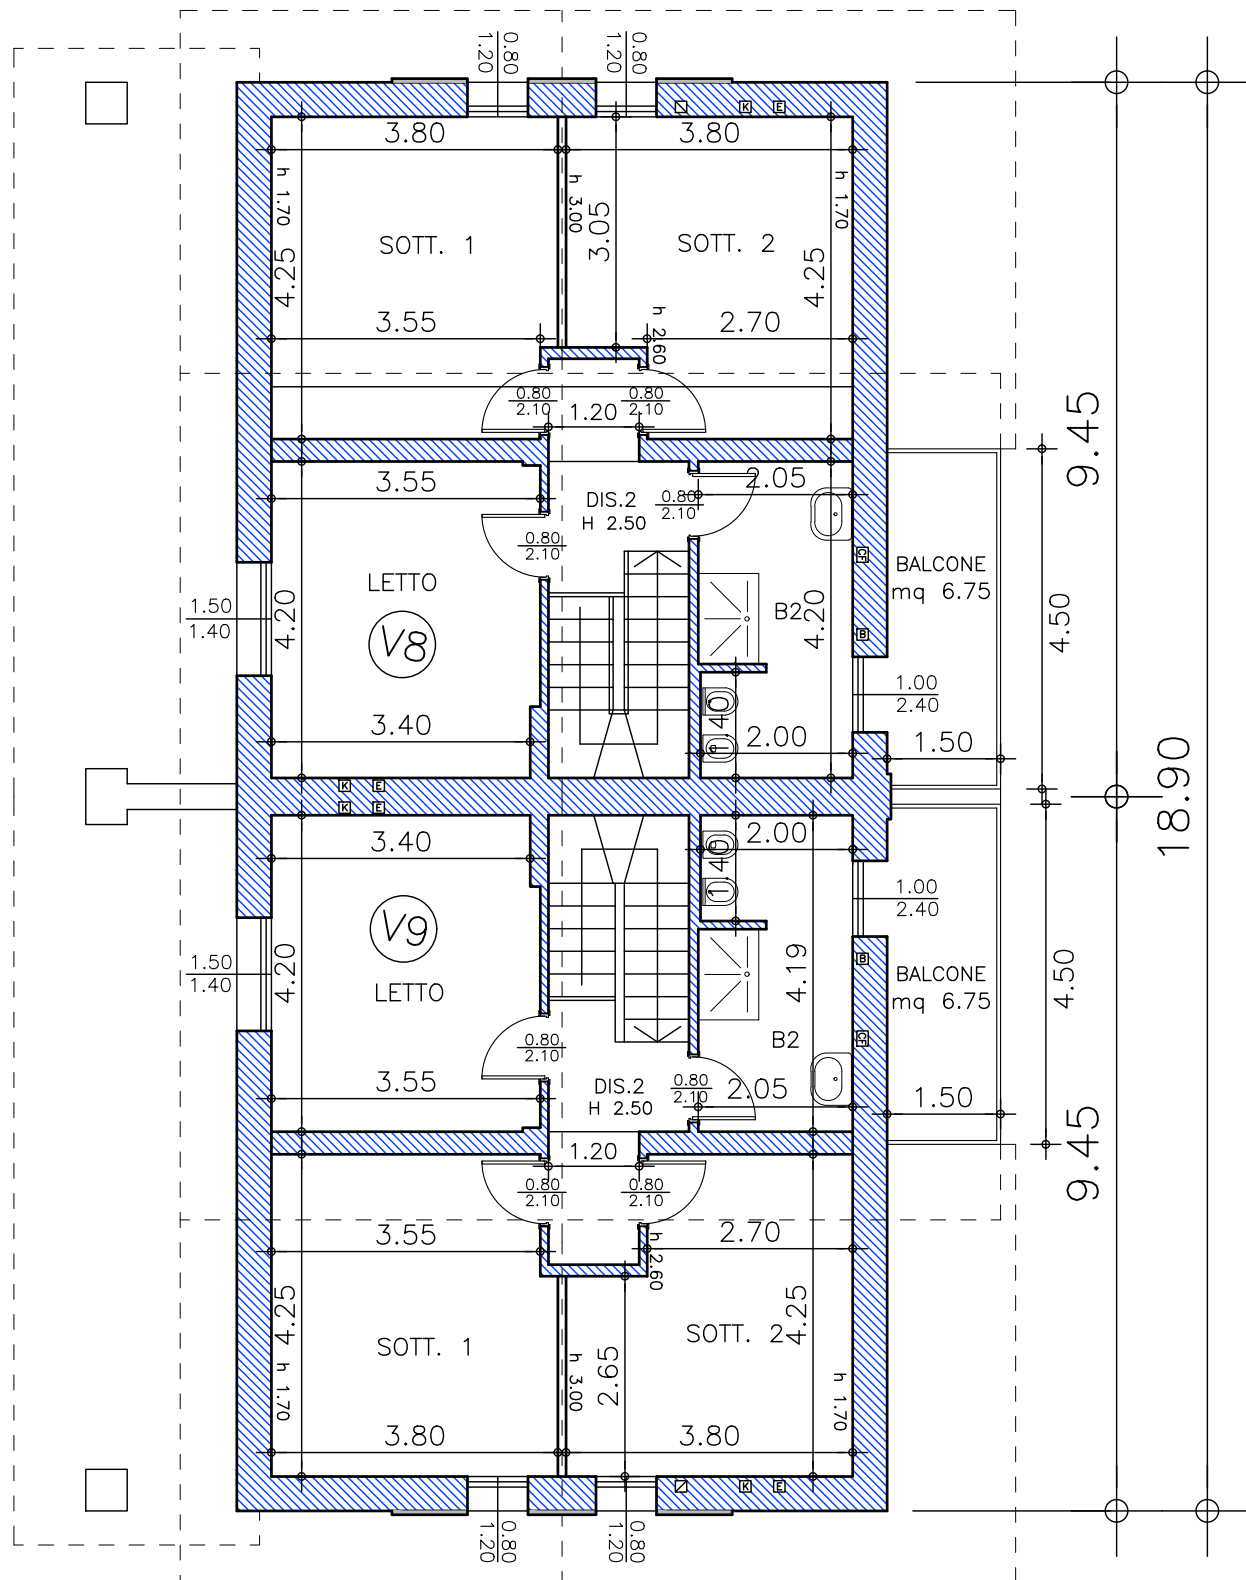 0.80
1.20
0.80
1.20
K
E
3.80
3.80
h 1.70
h 3.00
h 1.70
3.05
SOTT. 1
SOTT. 2
4.25
4.25
3.55
h 2.60
2.70
0.80
2.10
1.20
0.80
2.10
9.45
3.55
DIS.2
H 2.50
0.80
2.10
2.05
0.80
2.10
CF
BALCONE
mq 6.75
LETTO
1.50
1.40
4.20
B2
4.20
4.50
B
V8
1.00
2.40
3.40
1.40
2.00
1.50
K
E
18.90
K
E
3.40
1.40
2.00
1.00
2.40
V9
1.50
1.40
4.20
LETTO
4.19
B
BALCONE
mq 6.75
4.50
0.80
2.10
B2
CF
3.55
DIS.2
H 2.50
0.80
2.10
2.05
1.50
9.45
1.20
0.80
2.10
0.80
2.10
3.55
h 2.60
2.70
4.25
4.25
SOTT. 1
SOTT. 2
h 1.70
h 3.00
2.65
h 1.70
3.80
3.80
K
E
0.80
1.20
0.80
1.20